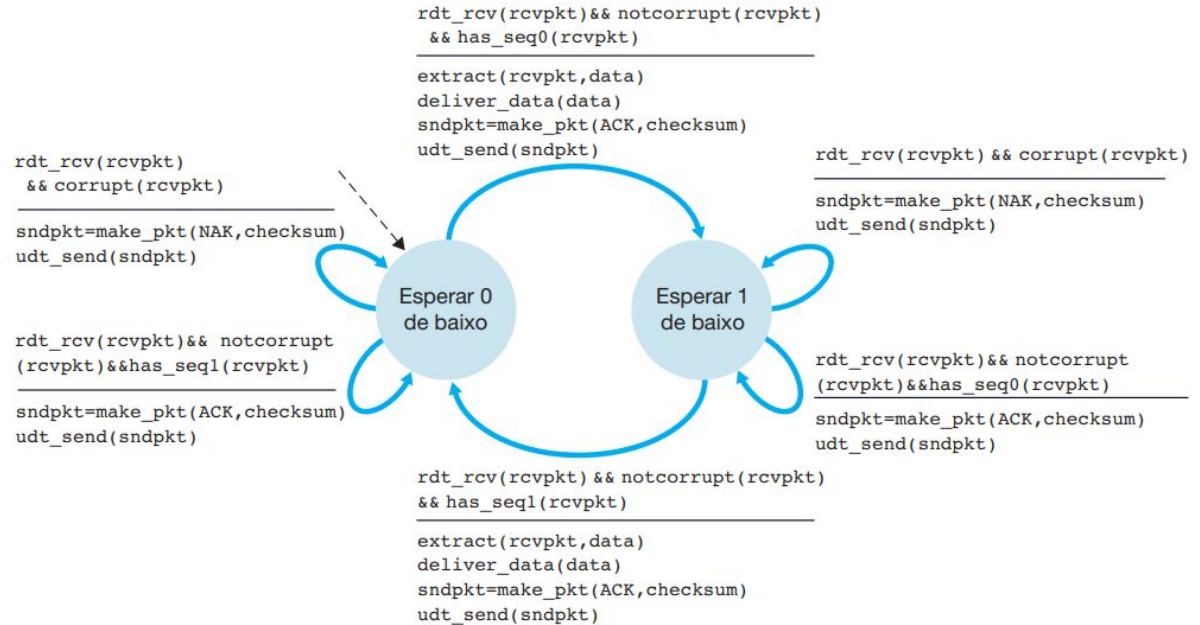 rdt_rcv(rcvpkt)&& notcorrupt(rcvpkt)
&& has_seq0(rcvpkt)
extract(rcvpkt,data)
deliver_data(data)
sndpkt=make_pkt(ACK,checksum)
udt_send(sndpkt)
rdt_rcv(rcvpkt)
&& corrupt(rcvpkt)
sndpkt=make_pkt(NAK,checksum)
udt_send(sndpkt)
rdt_rcv(rcvpkt) && corrupt(rcvpkt)
sndpkt=make_pkt(NAK,checksum)
udt_send(sndpkt)
Esperar 0
de baixo
Esperar 1
de baixo
rdt_rcv(rcvpkt)&& notcorrupt
(rcvpkt)&&has_seq1(rcvpkt)
sndpkt=make_pkt(ACK,checksum)
udt_send(sndpkt)
rdt_rcv(rcvpkt)&& notcorrupt
(rcvpkt)&&has_seq0(rcvpkt)
sndpkt=make_pkt(ACK,checksum)
udt_send(sndpkt)
rdt_rcv(rcvpkt) && notcorrupt(rcvpkt)
&& has_seq1(rcvpkt)
extract(rcvpkt,data)
deliver_data(data)
sndpkt=make_pkt(ACK,checksum)
udt_send(sndpkt)